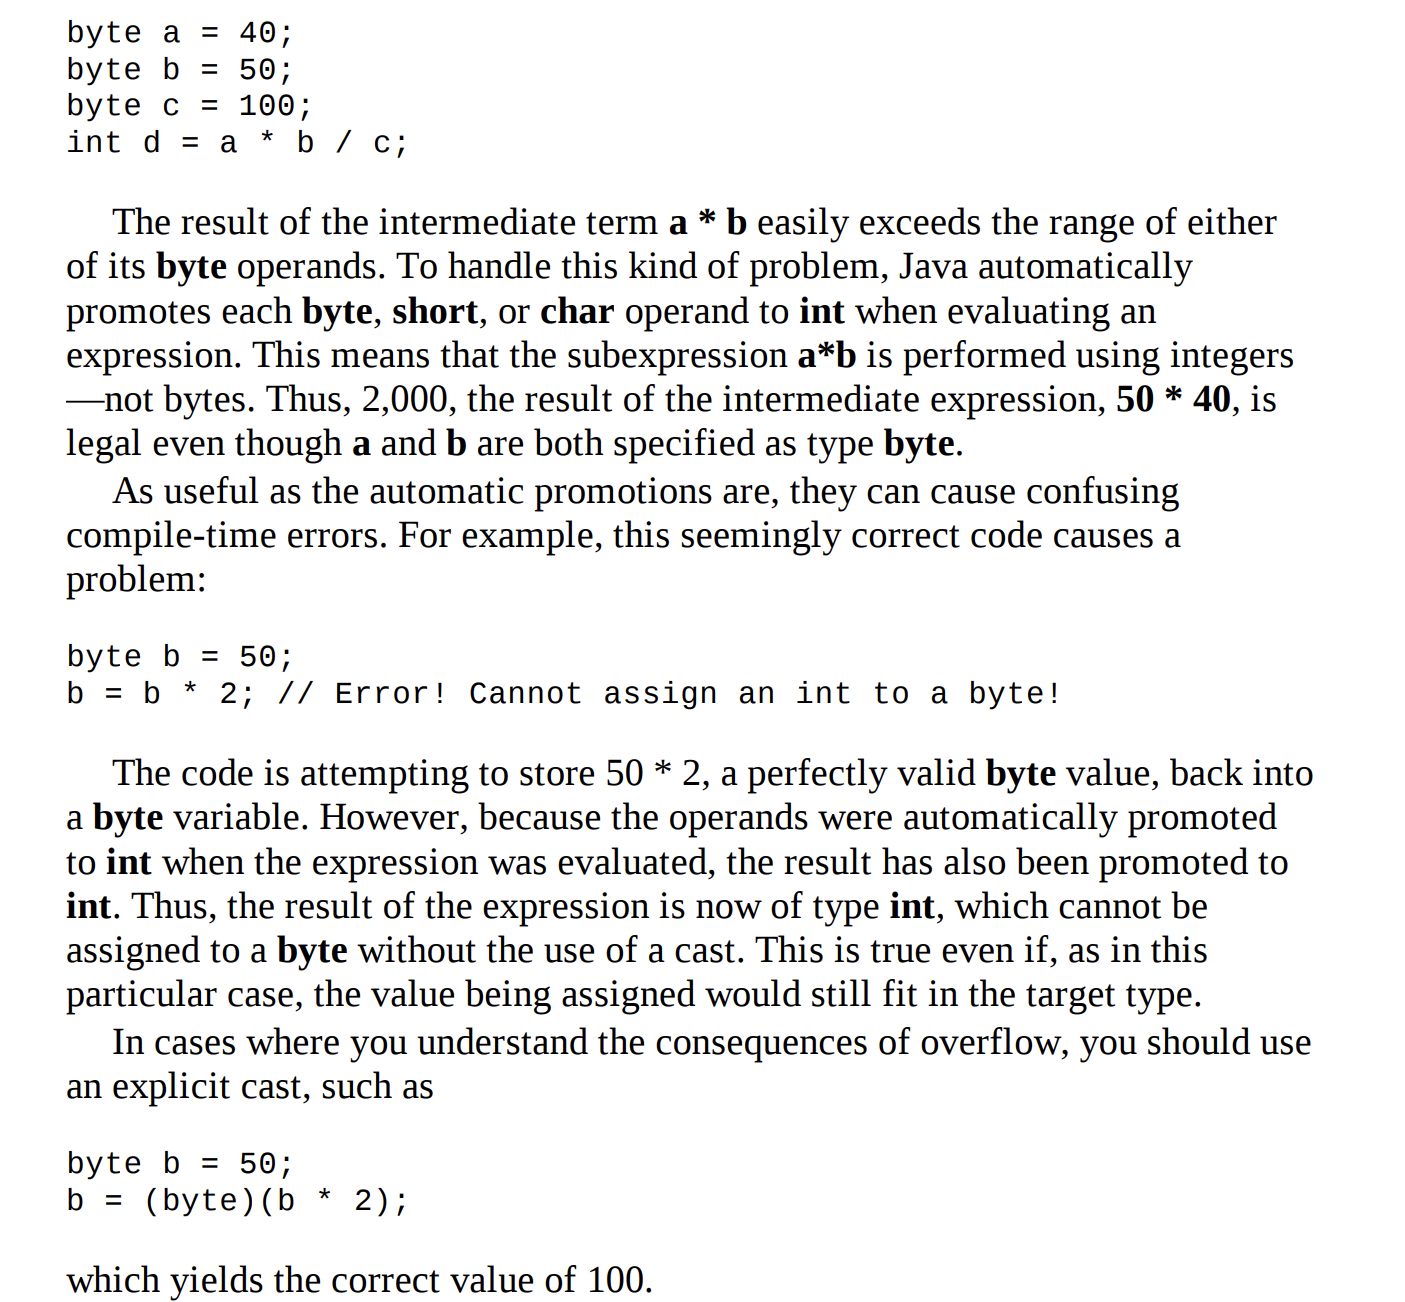 byte a = 40;
byte b = 50;
byte c = 100;
int d = a * b / c;
The result of the intermediate term a * b easily exceeds the range of either
of its byte operands. To handle this kind of problem, Java automatically
promotes each byte, short, or char operand to int when evaluating an
expression. This means that the subexpression a*b is performed using integers
—not bytes. Thus, 2,000, the result of the intermediate expression, 50 * 40, is
legal even though a and b are both specified as type byte.
As useful as the automatic promotions are, they can cause confusing
compile-time errors. For example, this seemingly correct code causes a
problem:
byte b = 50;
b = b * 2; // Error! Cannot assign an int to a byte!
The code is attempting to store 50 * 2, a perfectly valid byte value, back into
a byte variable. However, because the operands were automatically promoted
to int when the expression was evaluated, the result has also been promoted to
int. Thus, the result of the expression is now of type int, which cannot be
assigned to a byte without the use of a cast. This is true even if, as in this
particular case, the value being assigned would still fit in the target type.
In cases where you understand the consequences of overflow, you should use
an explicit cast, such as
byte b = 50;
b = (byte)(b * 2);
which yields the correct value of 100.